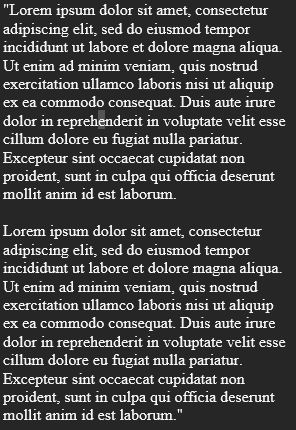 "Lorem ipsum dolor sit amet, consectetur
adipiscing elit, sed do eiusmod tempor
incididunt ut labore et dolore magna aliqua.
Ut enim ad minim veniam, quis nostrud
exercitation ullamco laboris nisi ut aliquip
ex ea commodo consequat. Duis aute irure
dolor in reprehenderit in voluptate velit esse
cillum dolore eu fugiat nulla pariatur.
Excepteur sint occaecat cupidatat non
proident, sunt in culpa qui officia deserunt
mollit anim id est laborum.

Lorem ipsum dolor sit amet, consectetur
adipiscing elit, sed do eiusmod tempor
incididunt ut labore et dolore magna aliqua.
Ut enim ad minim veniam, quis nostrud
exercitation ullamco laboris nisi ut aliquip
ex ea commodo consequat. Duis aute irure
dolor in reprehenderit in voluptate velit esse
cillum dolore eu fugiat nulla pariatur.
Excepteur sint occaecat cupidatat non
proident, sunt in culpa qui officia deserunt
mollit anim id est laborum."